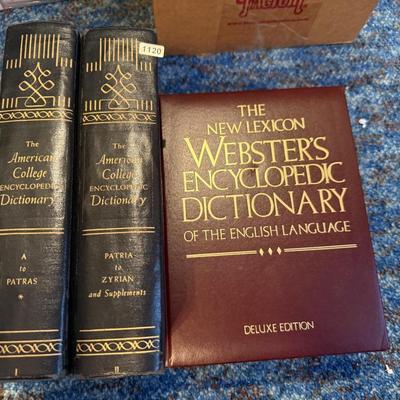 The
American
College
ENCYCLOPEDIC
Dictionary
A
to
PATRAS
*
I
1120
The
American
College
ENCYCLOPEDIC
Dictionary
PATRIA
to
ZYRIAN
and Supplements
II
THE
NEW LEXICON
WEBSTER'S
ENCYCLOPEDIC
DICTIONARY
OF THE ENGLISH LANGUAGE
DELUXE EDITION